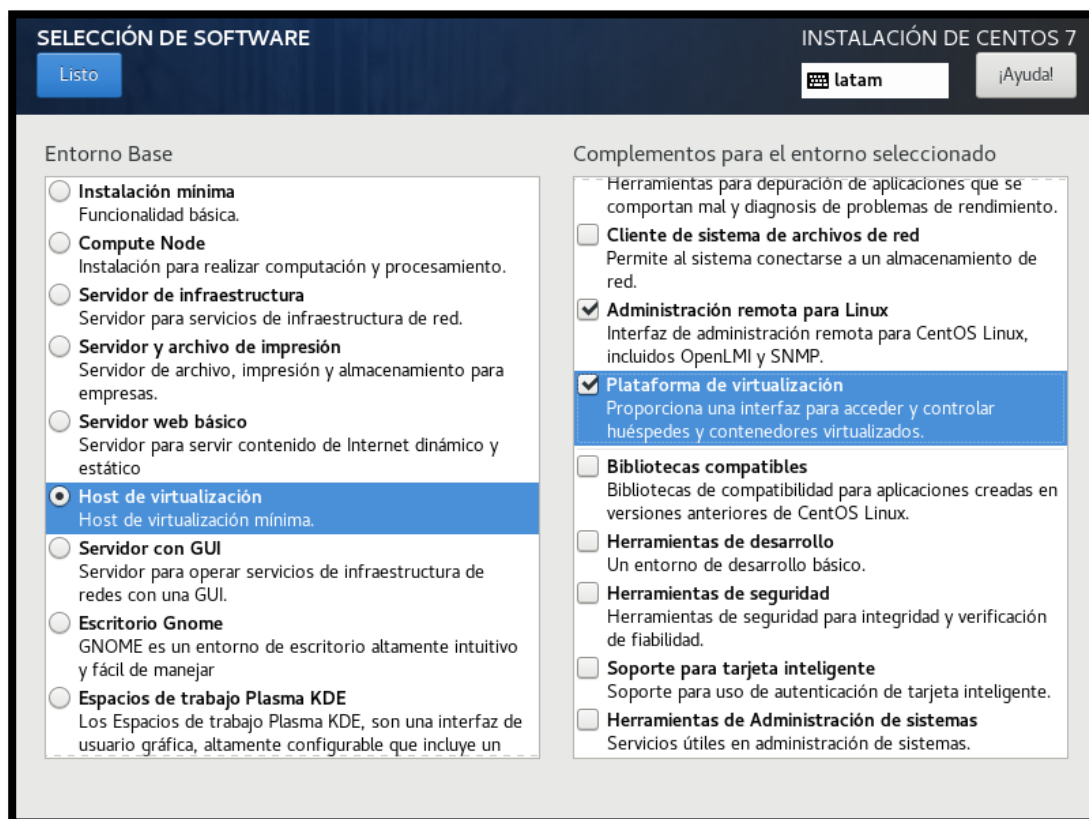 SELECCIÓN DE SOFTWARE
INSTALACIÓN DE CENTOS 7
Listo
latam
¡Ayuda!
Entorno Base
Instalación mínima
Funcionalidad básica.
Compute Node
Instalación para realizar computación y procesamiento.
Servidor de infraestructura
Servidor para servicios de infraestructura de red.
Servidor y archivo de impresión
Servidor de archivo, impresión y almacenamiento para
empresas.
Servidor web básico
Servidor para servir contenido de Internet dinámico y
estático
Host de virtualización
Host de virtualización mínima.
Servidor con GUI
Servidor para operar servicios de infraestructura de
redes con una GUI.
Escritorio Gnome
GNOME es un entorno de escritorio altamente intuitivo
y fácil de manejar
Espacios de trabajo Plasma KDE
Los Espacios de trabajo Plasma KDE, son una interfaz de
usuario gráfica, altamente configurable que incluye un
Complementos para el entorno seleccionado
Herramientas para depuración de aplicaciones que se
comportan mal y diagnosis de problemas de rendimiento.
Cliente de sistema de archivos de red
Permite al sistema conectarse a un almacenamiento de
red.
Administración remota para Linux
Interfaz de administración remota para CentOS Linux,
incluidos OpenLMI y SNMP.
Plataforma de virtualización
Proporciona una interfaz para acceder y controlar
huéspedes y contenedores virtualizados.
Bibliotecas compatibles
Bibliotecas de compatibilidad para aplicaciones creadas en
versiones anteriores de CentOS Linux.
Herramientas de desarrollo
Un entorno de desarrollo básico.
Herramientas de seguridad
Herramientas de seguridad para integridad y verificación
de fiabilidad.
Soporte para tarjeta inteligente
Soporte para uso de autenticación de tarjeta inteligente.
Herramientas de Administración de sistemas
Servicios útiles en administración de sistemas.